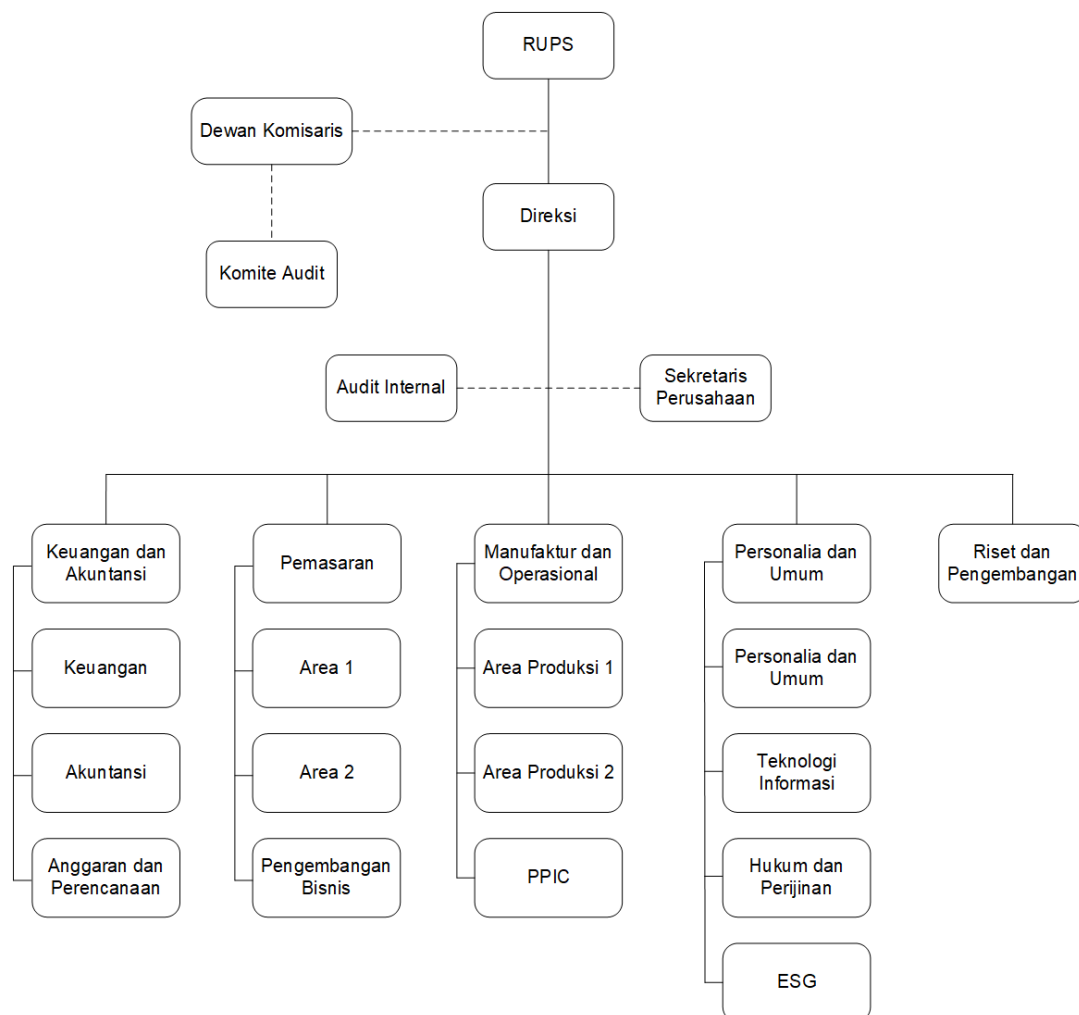 RUPS
Dewan Komisaris
Direksi
Komite Audit
Audit Internal
Sekretaris
Perusahaan
Keuangan dan
Akuntansi
Pemasaran
Manufaktur dan
Operasional
Personalia dan
Umum
Riset dan
Pengembangan
Keuangan
Area 1
Area Produksi 1
Personalia dan
Umum
Akuntansi
Area 2
Area Produksi 2
Teknologi
Informasi
Anggaran dan
Perencanaan
Pengembangan
Bisnis
PPIC
Hukum dan
Perijinan
ESG